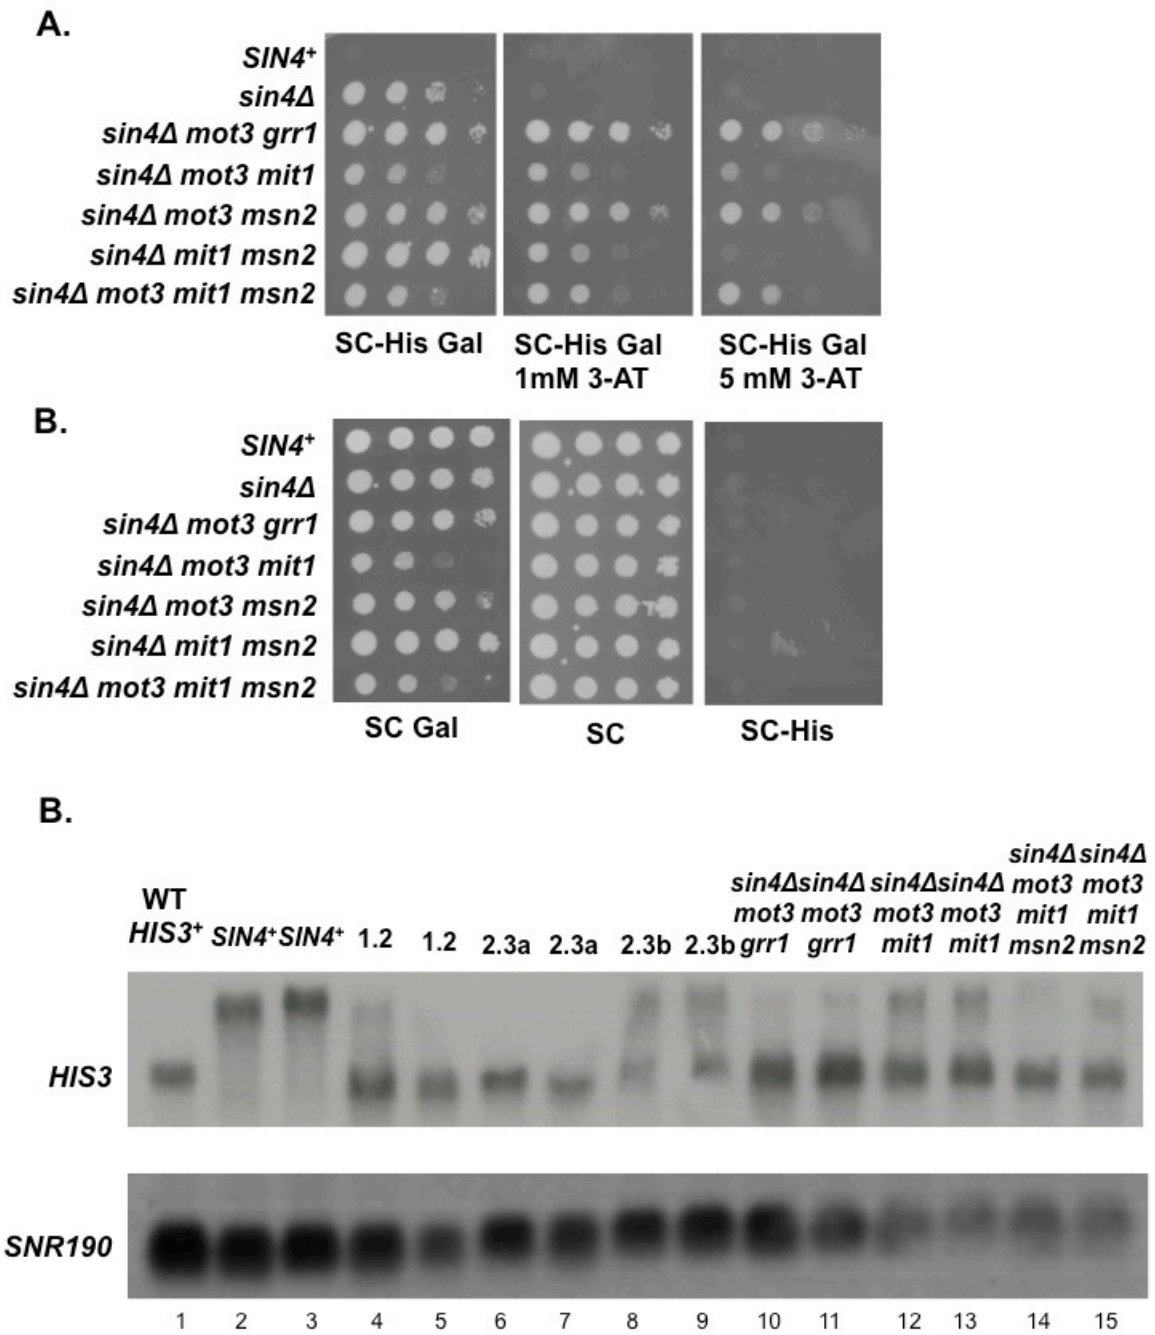 A.
SIN4+
sin4Δ
sin4Δ mot3 grr1
sin4Δ mot3 mit1
sin4Δ mot3 msn2
sin4Δ mit1 msn2
sin4Δ mot3 mit1 msn2
SC-His Gal
SC-His Gal
1mM 3-AT
SC-His Gal
5 mM 3-AT
B.
SIN4+
sin4Δ
sin4Δ mot3 grr1
sin4Δ mot3 mit1
sin4Δ mot3 msn2
sin4Δ mit1 msn2
sin4Δ mot3 mit1 msn2
SC Gal
SC
SC-His
B.
WT
HIS3+
SIN4+
SIN4+
1.2
1.2
2.3a
2.3a
2.3b
2.3b
sin4Δ
mot3
grr1
sin4Δ
mot3
grr1
sin4Δ
mot3
mit1
sin4Δ
mot3
mit1
sin4Δ
mot3
mit1
msn2
sin4Δ
mot3
mit1
msn2
HIS3
SNR190
1 2 3 4 5 6 7 8 9 10 11 12 13 14 15